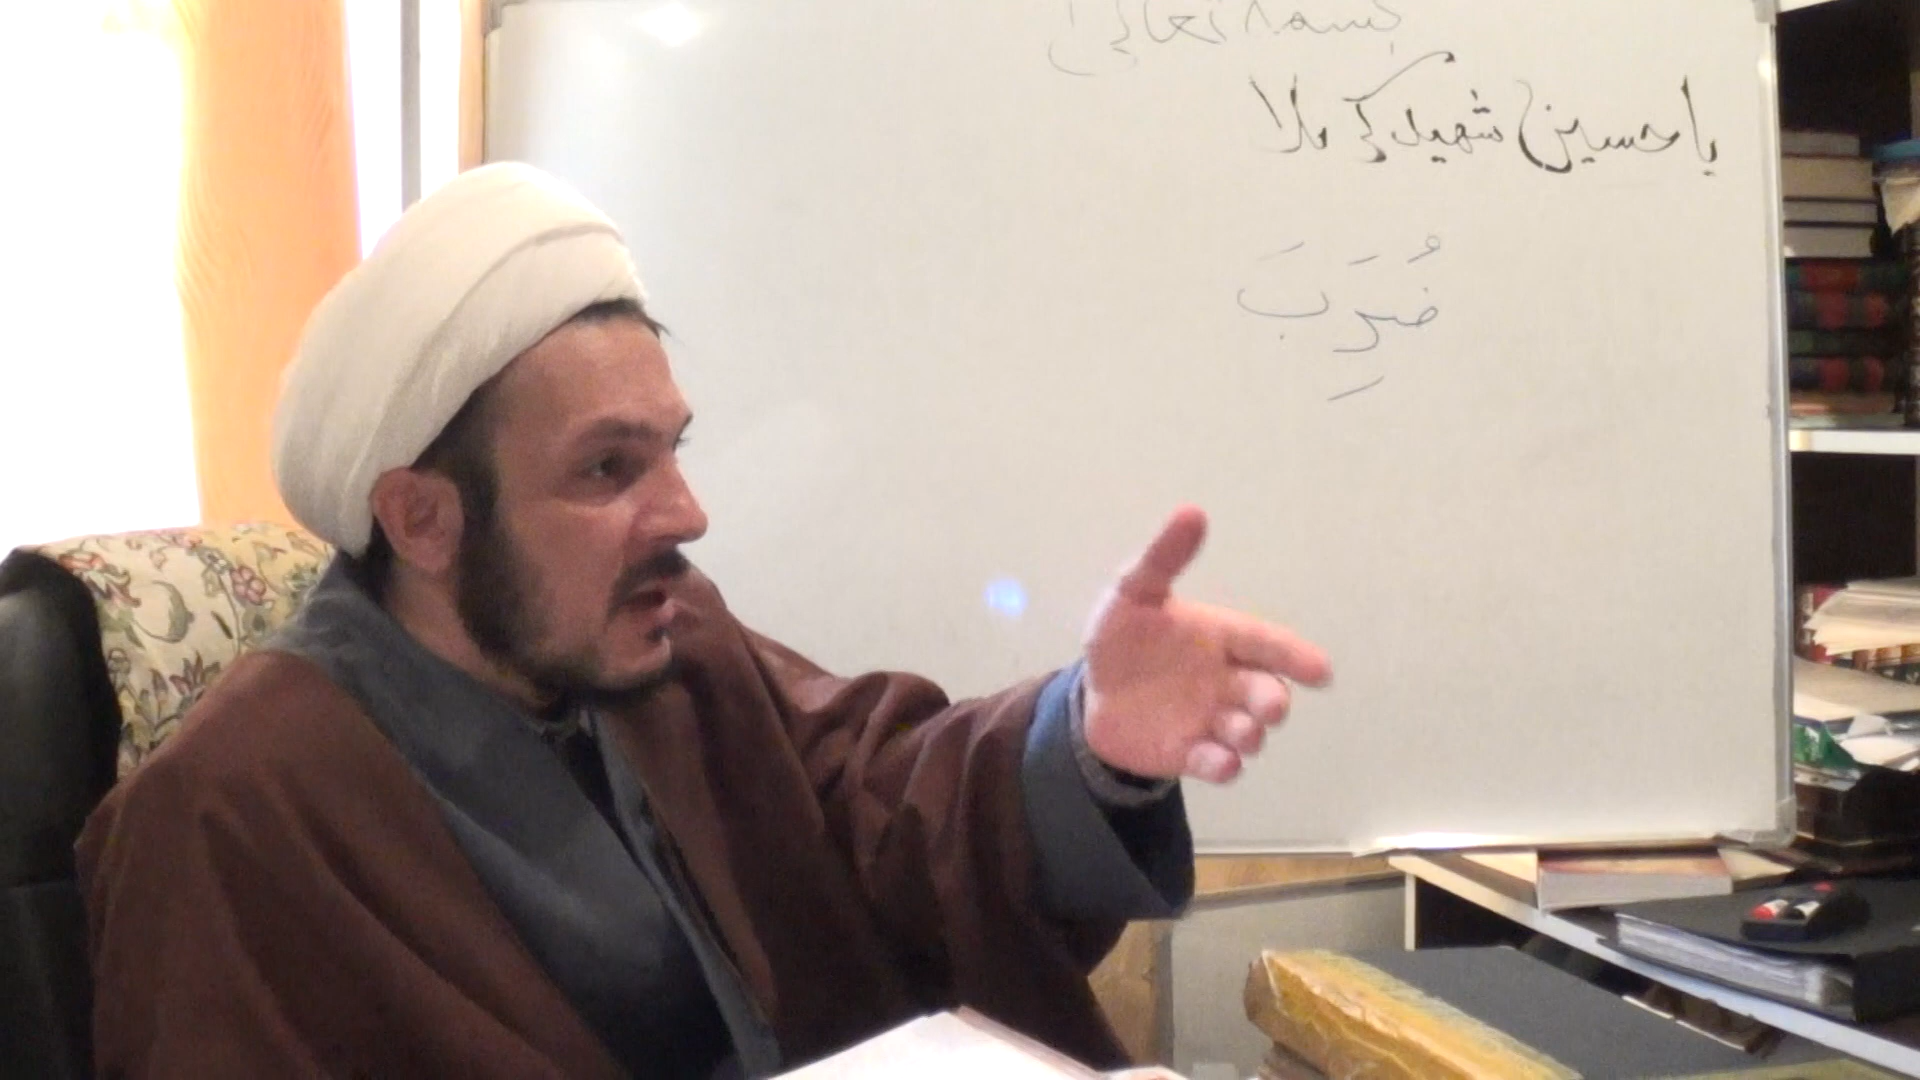 بسمه تعالی
یا حسین شهید کربلا
ضُرَِبَ